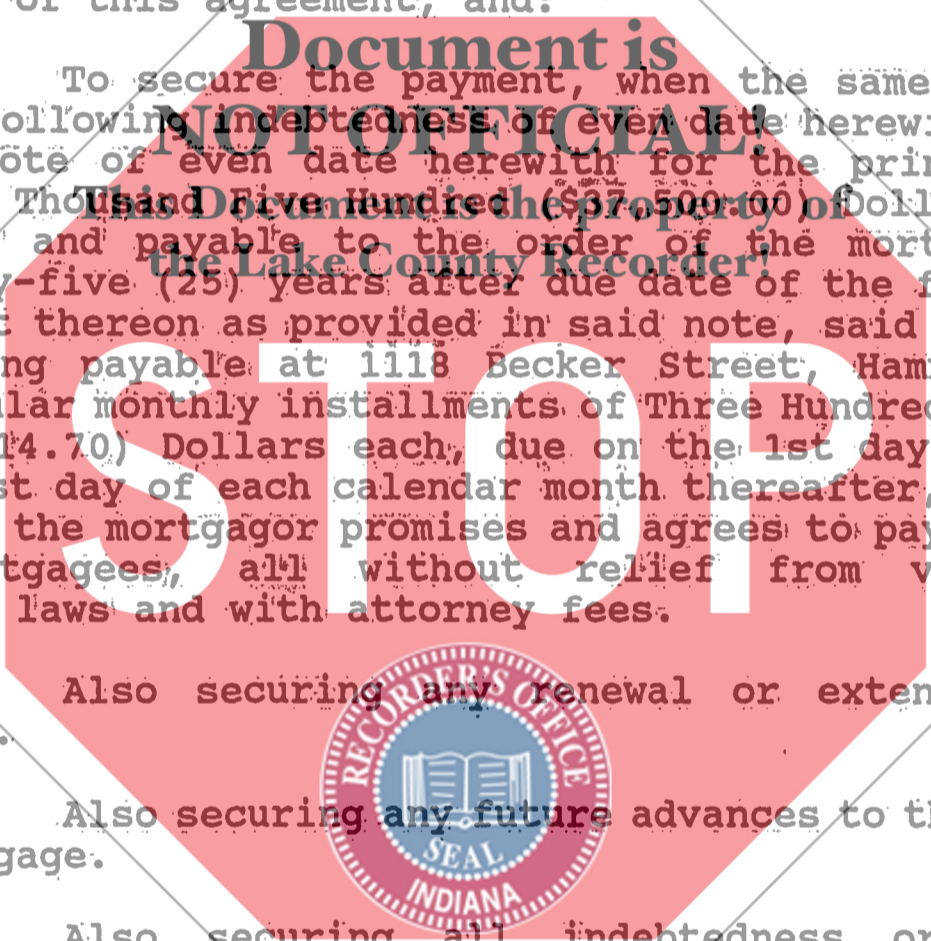 of this agreement, and:
Document is
To secure the payment, when the same
ollowing indebtedness of even date herew
NOT OFFICIAL!
ote of even date herewith for the prin
Thousand Five Hundred ($37,500.00) Doll
This Document is the property of
and payable to the order of the mort
the Lake County Recorder!
y-five (25) years after due date of the f
t thereon as provided in said note, said
ng payable at 1118 Becker Street, Ham
lar monthly installments of Three Hundred
14.70) Dollars each, due on the 1st day
st day of each calendar month thereafter,
STOP
the mortgagor promises and agrees to pay
tgagees, all without relief from v
laws and with attorney fees.
Also securing any renewal or exten
RECORDER'S OFFICE
Also securing any future advances to th
gage.
SEAL
INDIANA
Also securing all indebtedness or